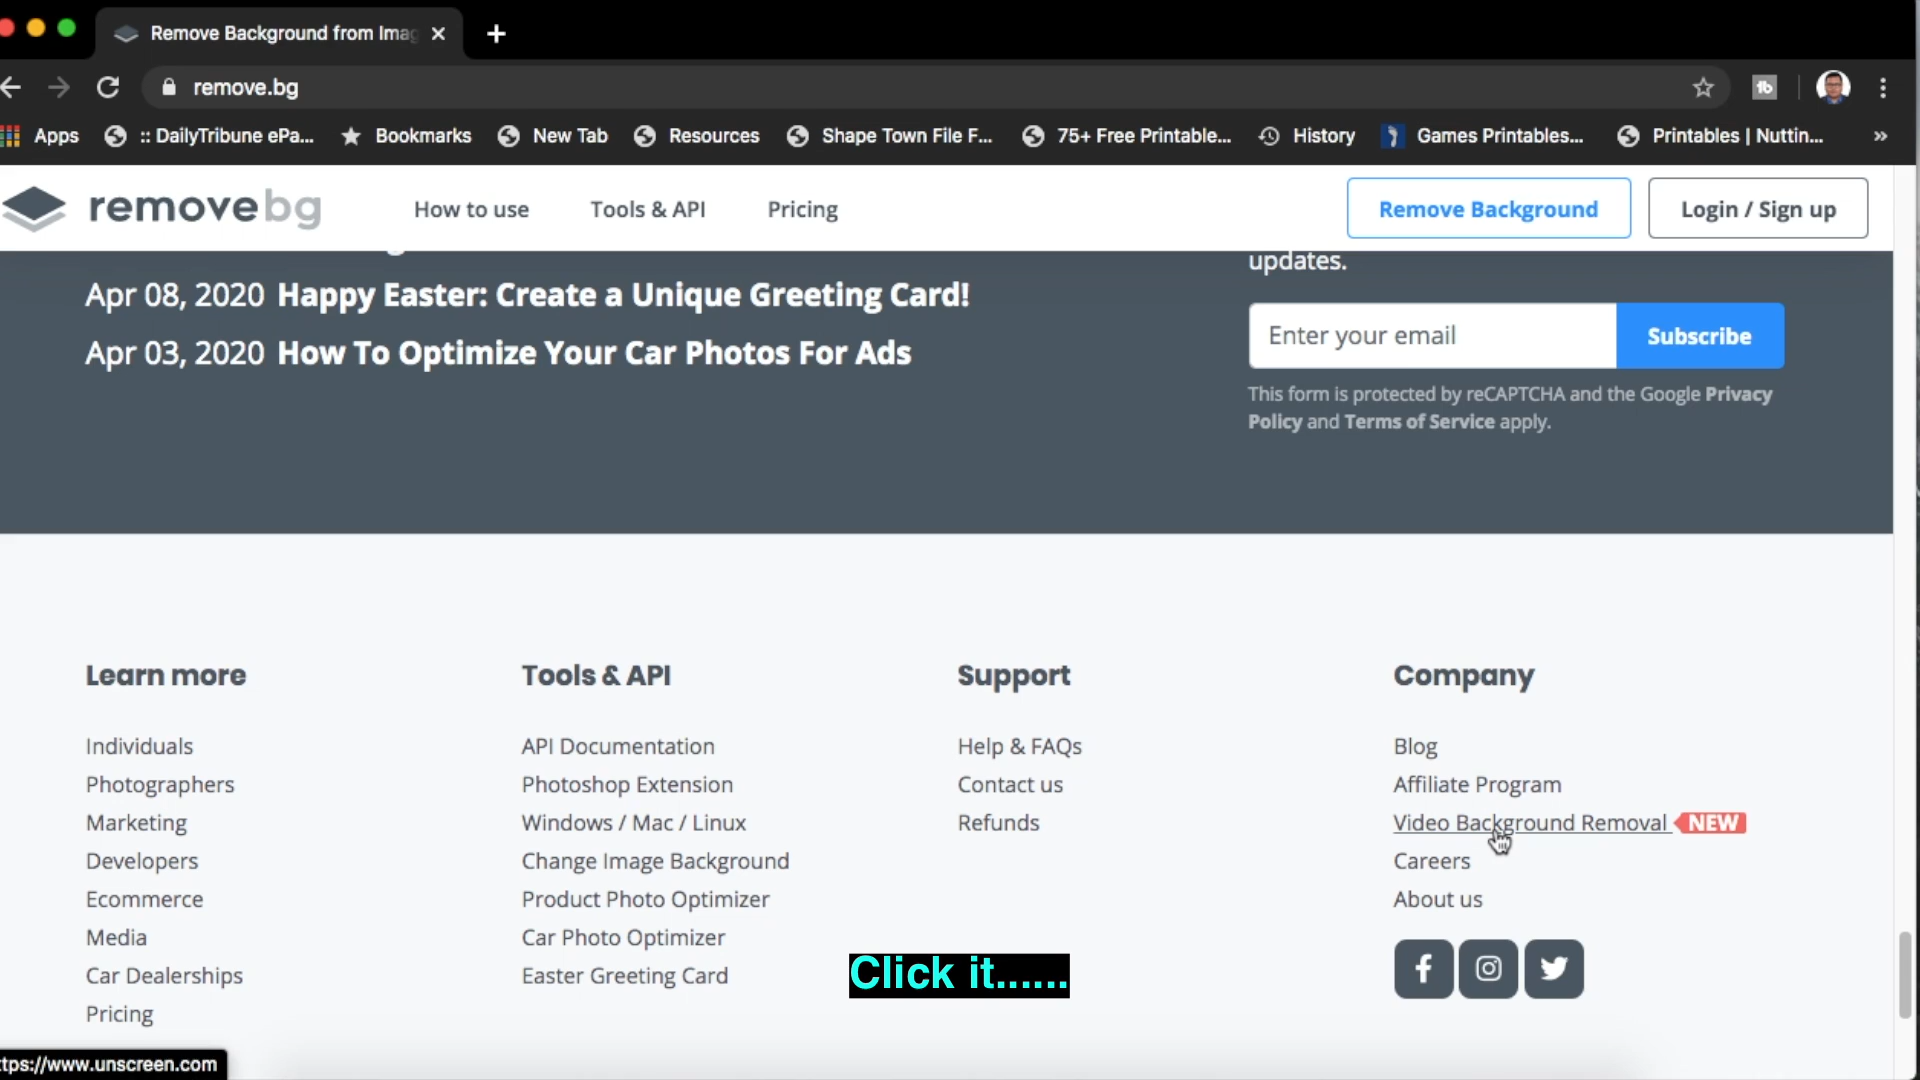 Remove Background from Imag
remove.bg
Apps
:: DailyTribune ePa...
Bookmarks
New Tab
Resources
Shape Town File F...
75+ Free Printable...
History
Games Printables...
Printables | Nuttin...
»
removebg
How to use
Tools & API
Pricing
Remove Background
Login / Sign up
Apr 08, 2020 Happy Easter: Create a Unique Greeting Card!
Apr 03, 2020 How To Optimize Your Car Photos For Ads
updates.
Enter your email
Subscribe
This form is protected by reCAPTCHA and the Google Privacy
Policy and Terms of Service apply.
Learn more
Individuals
Photographers
Marketing
Developers
Ecommerce
Media
Car Dealerships
Pricing
Tools & API
API Documentation
Photoshop Extension
Windows / Mac / Linux
Change Image Background
Product Photo Optimizer
Car Photo Optimizer
Easter Greeting Card
Support
Help & FAQs
Contact us
Refunds
Company
Blog
Affiliate Program
Video Background Removal NEW
Careers
About us
Click it......
tps://www.unscreen.com